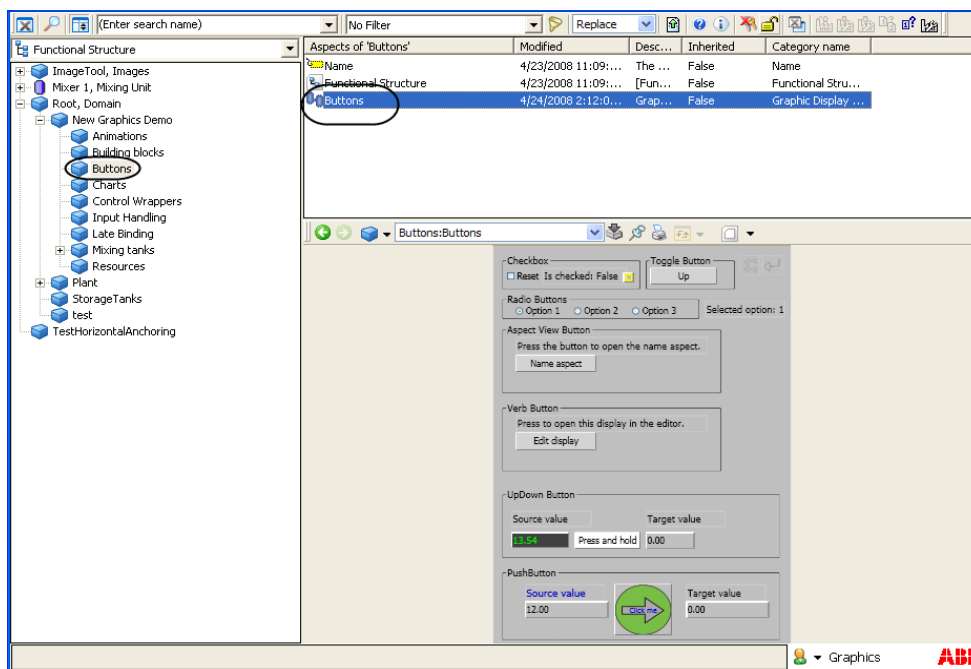 (Enter search name) No Filter Replace
Functional Structure
ImageTool, Images
Mixer 1, Mixing Unit
Root, Domain
New Graphics Demo
Animations
Building blocks
Buttons
Charts
Control Wrappers
Input Handling
Late Binding
Mixing tanks
Resources
Plant
StorageTanks
test
TestHorizontalAnchoring
Aspects of 'Buttons' Modified Desc... Inherited Category name
Name 4/23/2008 11:09:... The ... False Name
Functional Structure 4/23/2008 11:09:... [Fun... False Functional Stru...
Buttons 4/24/2008 2:12:0... Grap... False Graphic Display ...
Buttons:Buttons
Checkbox Toggle Button
Reset Is checked: False Up
Radio Buttons
Option 1 Option 2 Option 3 Selected option: 1
Aspect View Button
Press the button to open the name aspect.
Name aspect
Verb Button
Press to open this display in the editor.
Edit display
UpDown Button
Source value Target value
13.54 Press and hold 0.00
PushButton
Source value Target value
12.00 Click me 0.00
Graphics